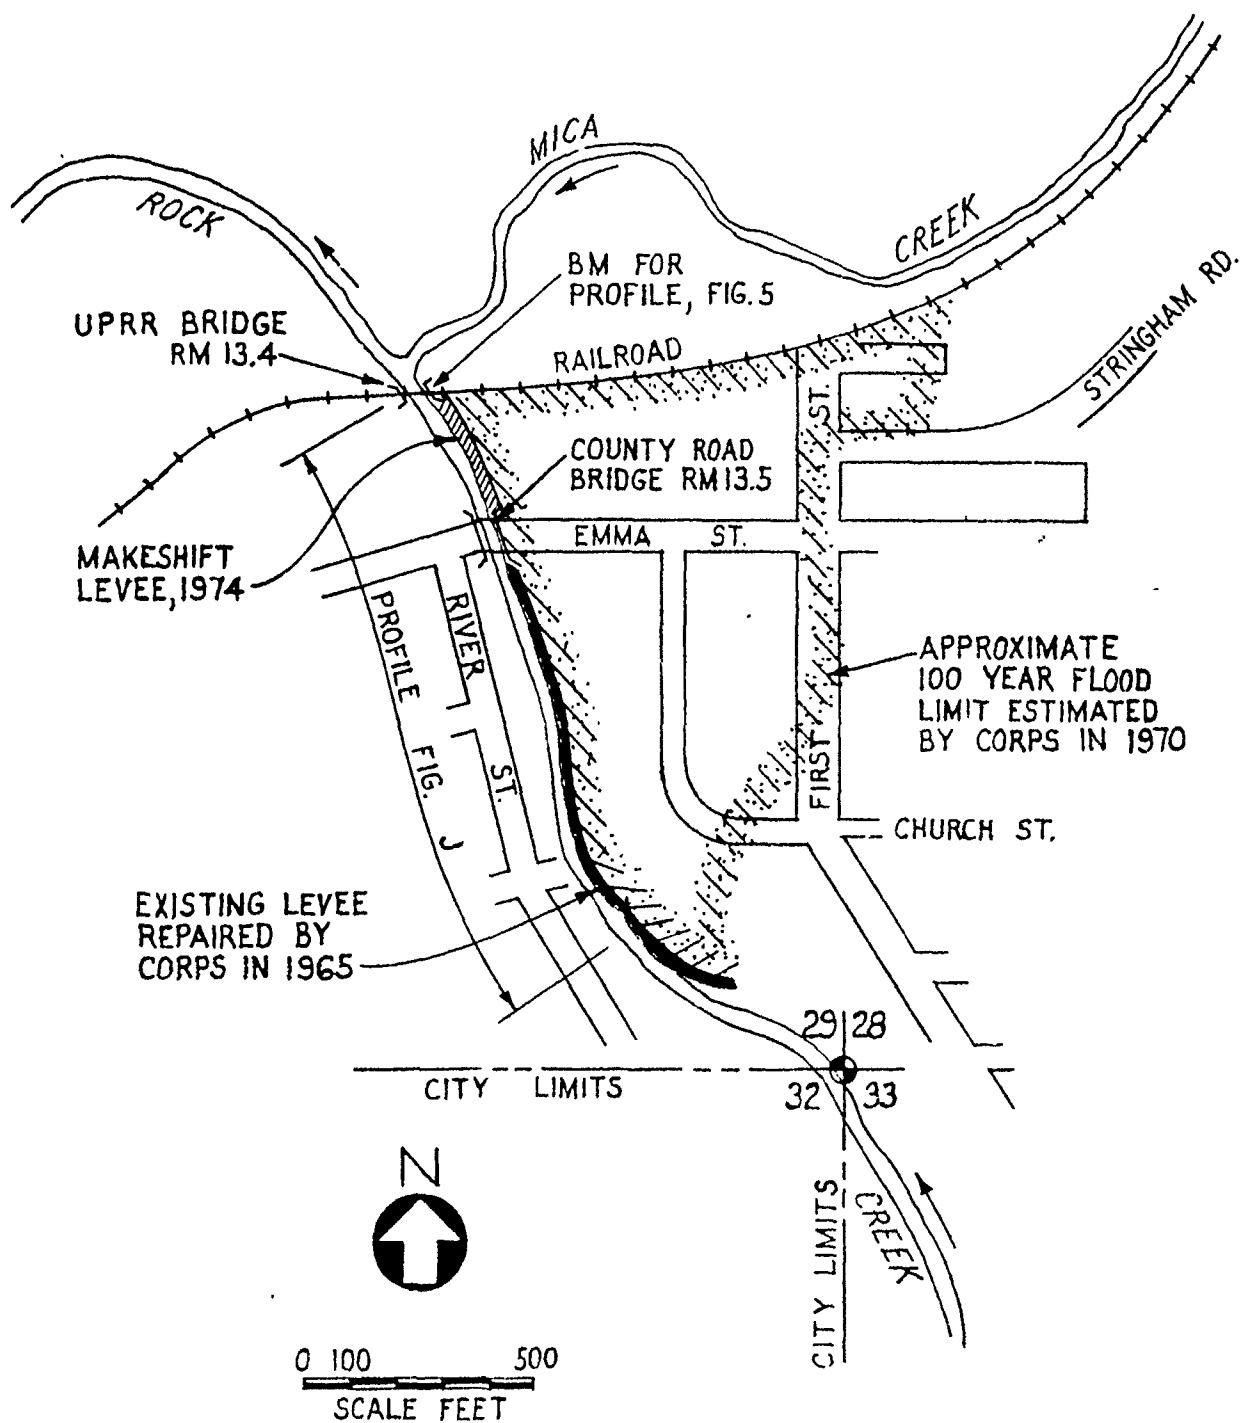 MICA
ROCK
CREEK
BM FOR
PROFILE, FIG. 5
STRINGHAM RD.
UPRR BRIDGE
RM 13.4
RAILROAD
ST.
COUNTY ROAD
BRIDGE RM 13.5
EMMA ST.
MAKESHIFT
LEVEE, 1974
RIVER
ST.
PROFILE FIG. J
APPROXIMATE
100 YEAR FLOOD
LIMIT ESTIMATED
BY CORPS IN 1970
FIRST
CHURCH ST.
EXISTING LEVEE
REPAIRED BY
CORPS IN 1965
29 28
32 33
CITY LIMITS
CITY LIMITS
CREEK
N
0 100 500
SCALE FEET